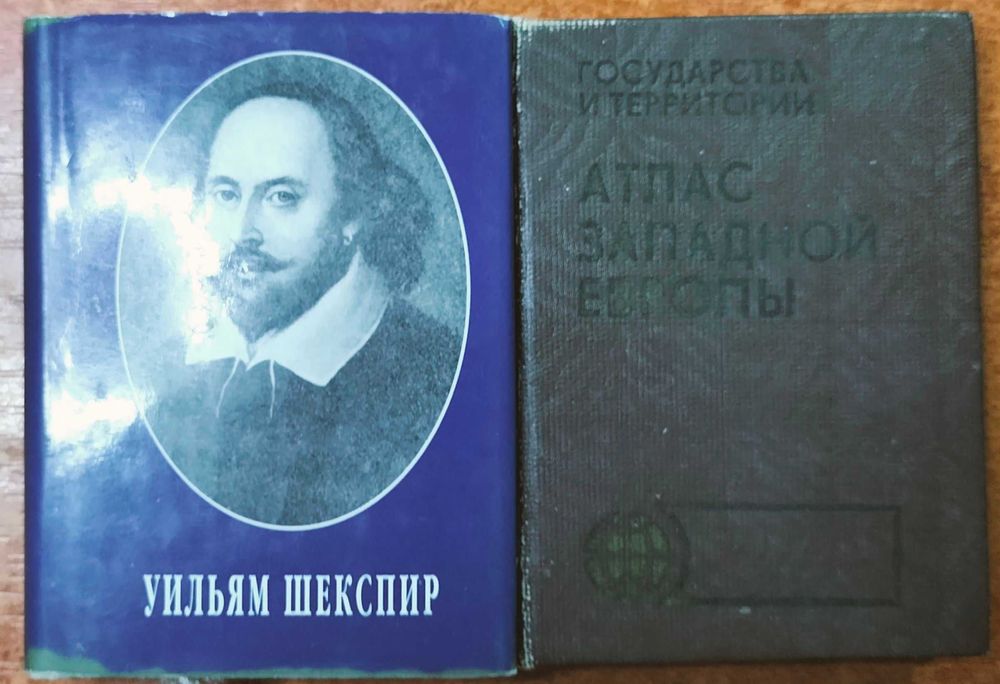 УИЛЬЯМ ШЕКСПИР
ГОСУДАРСТВА
И ТЕРРИТОРИИ
АТЛАС
ЗАПАДНОЙ
ЕВРОПЫ